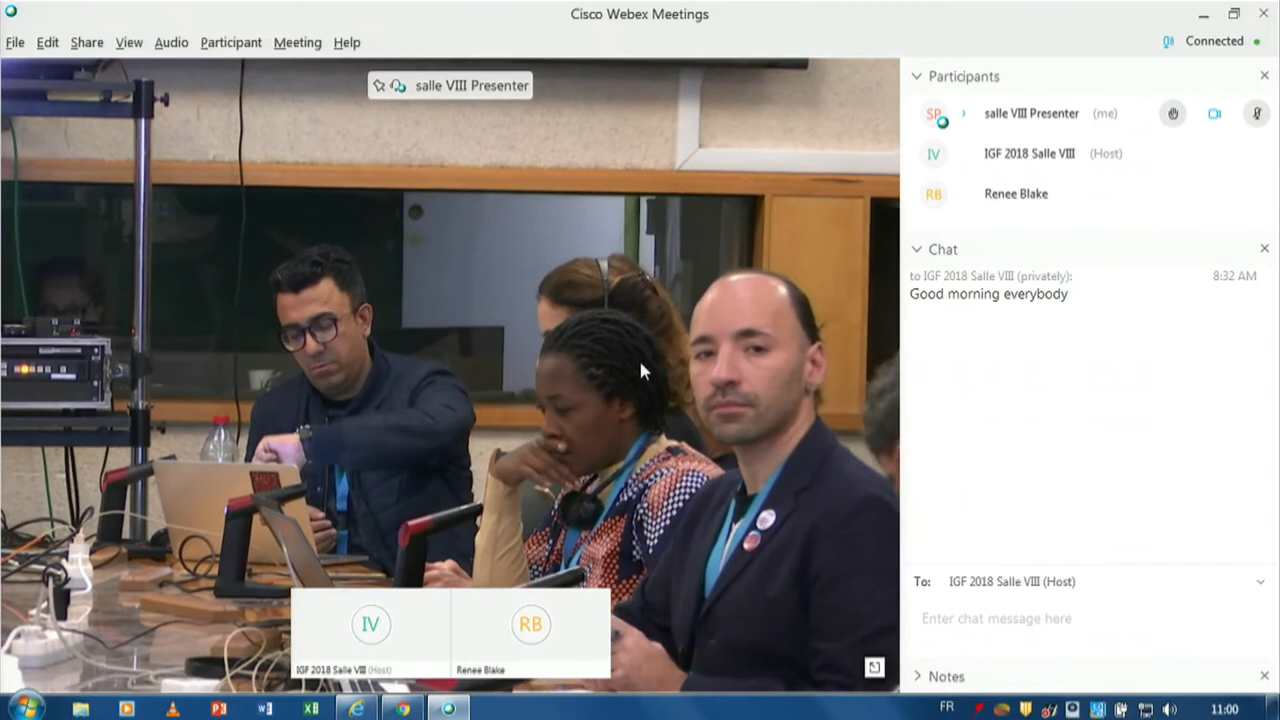 Cisco Webex Meetings
File Edit Share View Audio Participant Meeting Help
Connected
salle VIII Presenter
Participants
SP salle VIII Presenter (me)
IV IGF 2018 Salle VIII (Host)
RB Renee Blake
Chat
to IGF 2018 Salle VIII (privately): 8:32 AM
Good morning everybody
To: IGF 2018 Salle VIII (Host)
Enter chat message here
IV RB
IGF 2018 Salle VIII (Host) Renee Blake
Notes
FR 11:00